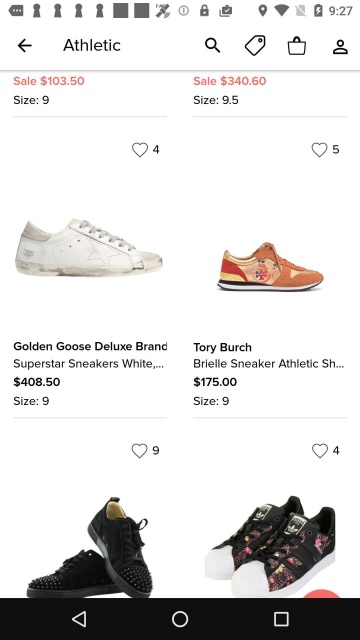 9:27
Athletic
Sale $103.50
Size: 9
Sale $340.60
Size: 9.5
4
5
Golden Goose Deluxe Brand
Superstar Sneakers White,...
$408.50
Size: 9
Tory Burch
Brielle Sneaker Athletic Sh...
$175.00
Size: 9
9
4